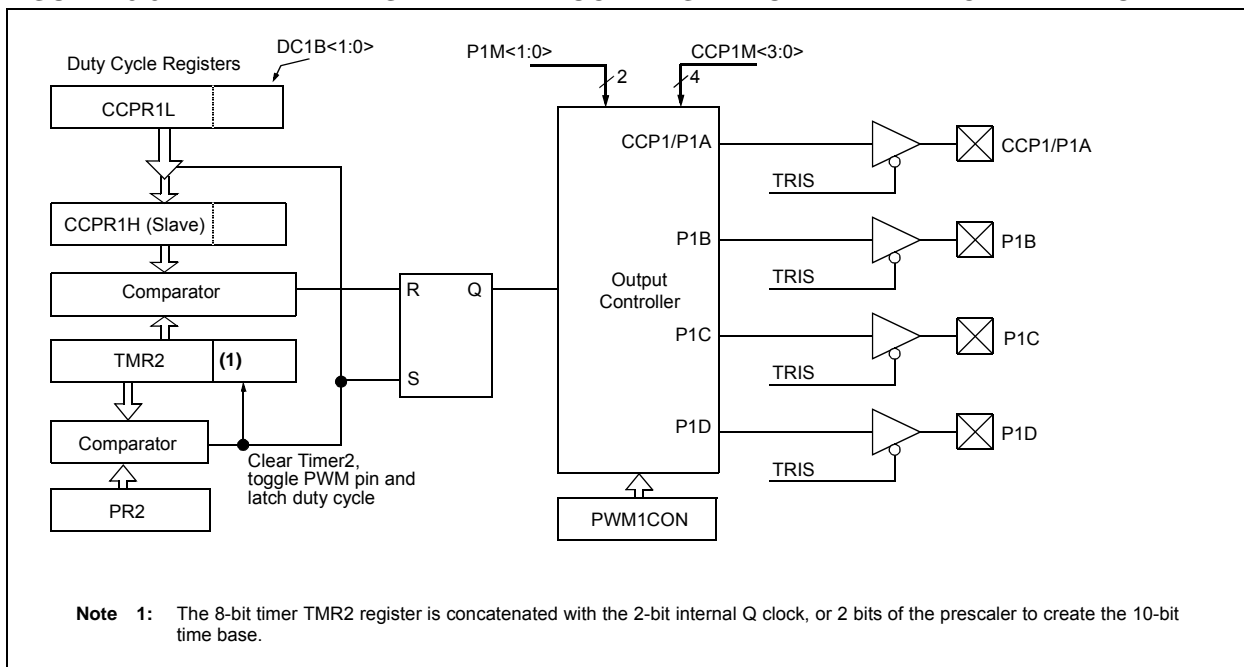 DC1B<1:0>
Duty Cycle Registers
CCPR1L
CCPR1H (Slave)
Comparator
TMR2
(1)
Comparator
PR2
Clear Timer2,
toggle PWM pin and
latch duty cycle
R
Q
S
P1M<1:0>
2
CCP1M<3:0>
4
Output
Controller
CCP1/P1A
P1B
P1C
P1D
PWM1CON
TRIS
CCP1/P1A
TRIS
P1B
TRIS
P1C
TRIS
P1D
Note 1: The 8-bit timer TMR2 register is concatenated with the 2-bit internal Q clock, or 2 bits of the prescaler to create the 10-bit
time base.